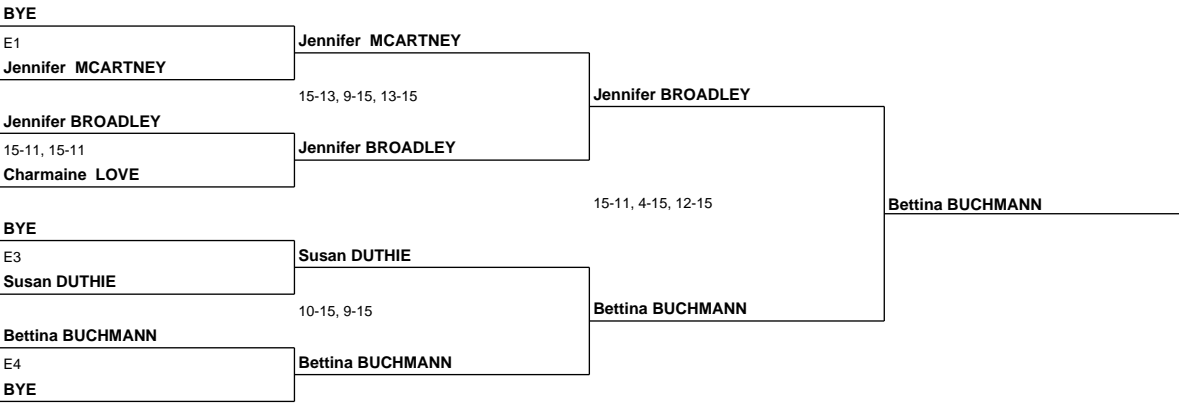 BYE
E1
Jennifer MCARTNEY
Jennifer MCARTNEY
15-13, 9-15, 13-15
Jennifer BROADLEY
Jennifer BROADLEY
15-11, 15-11
Jennifer BROADLEY
Charmaine LOVE
15-11, 4-15, 12-15
Bettina BUCHMANN
BYE
E3
Susan DUTHIE
Susan DUTHIE
10-15, 9-15
Bettina BUCHMANN
Bettina BUCHMANN
E4
Bettina BUCHMANN
BYE